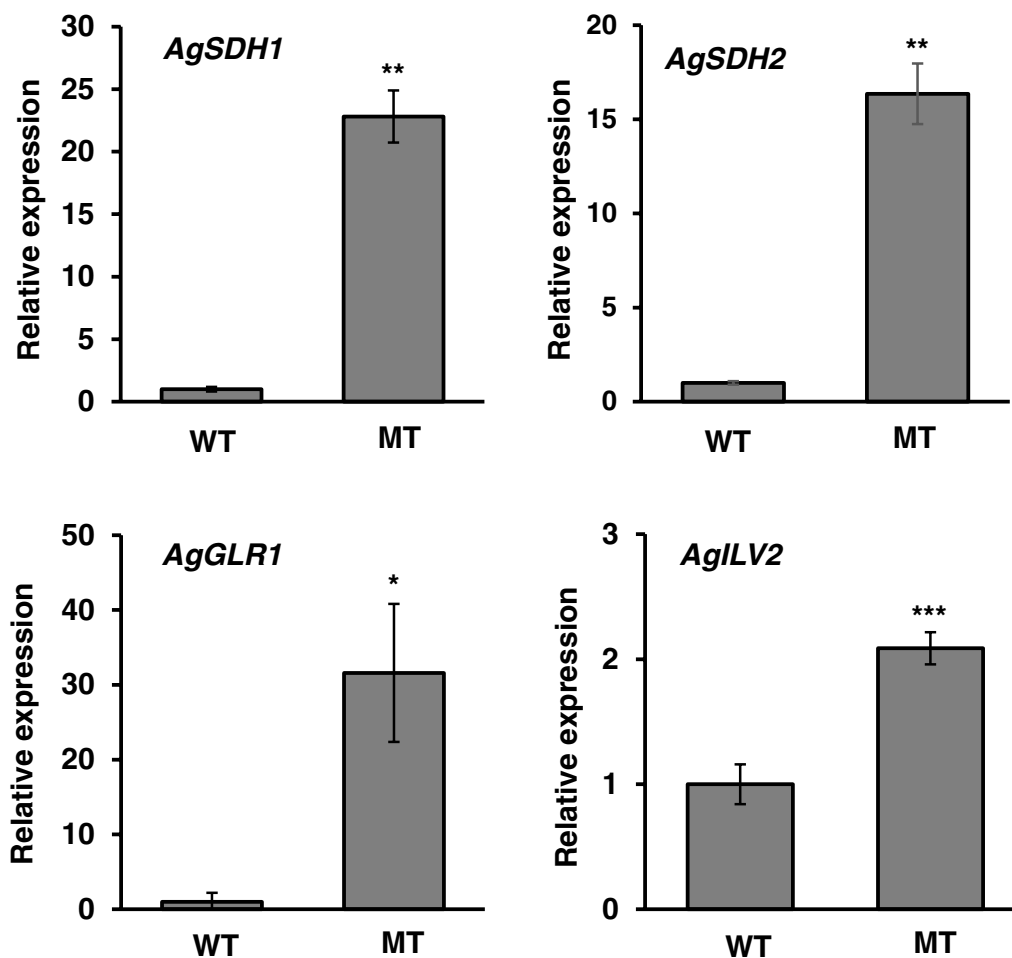 AgSDH1
Relative expression
30
25
20
15
10
5
0
**
WT
MT
AgSDH2
Relative expression
20
15
10
5
0
**
WT
MT
AgGLR1
Relative expression
50
40
30
20
10
0
*
WT
MT
AgILV2
Relative expression
3
2
1
0
***
WT
MT